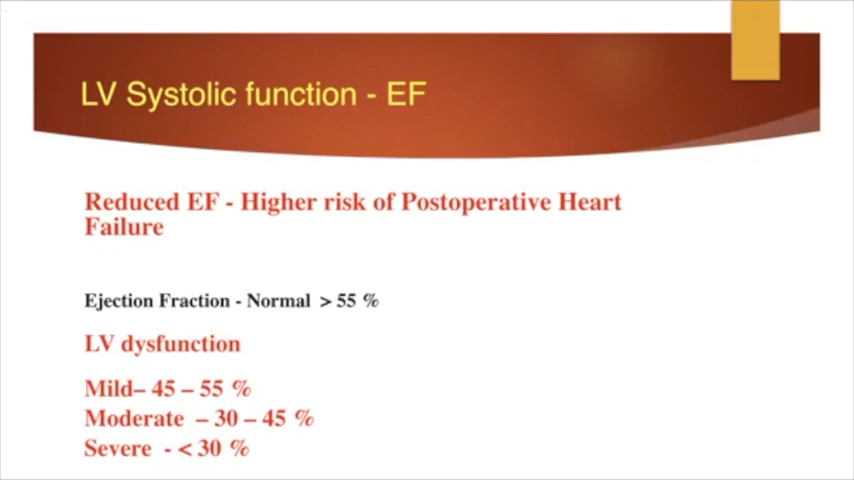 LV Systolic function - EF
Reduced EF - Higher risk of Postoperative Heart
Failure
Ejection Fraction - Normal > 55 %
LV dysfunction
Mild– 45 – 55 %
Moderate – 30 – 45 %
Severe - < 30 %